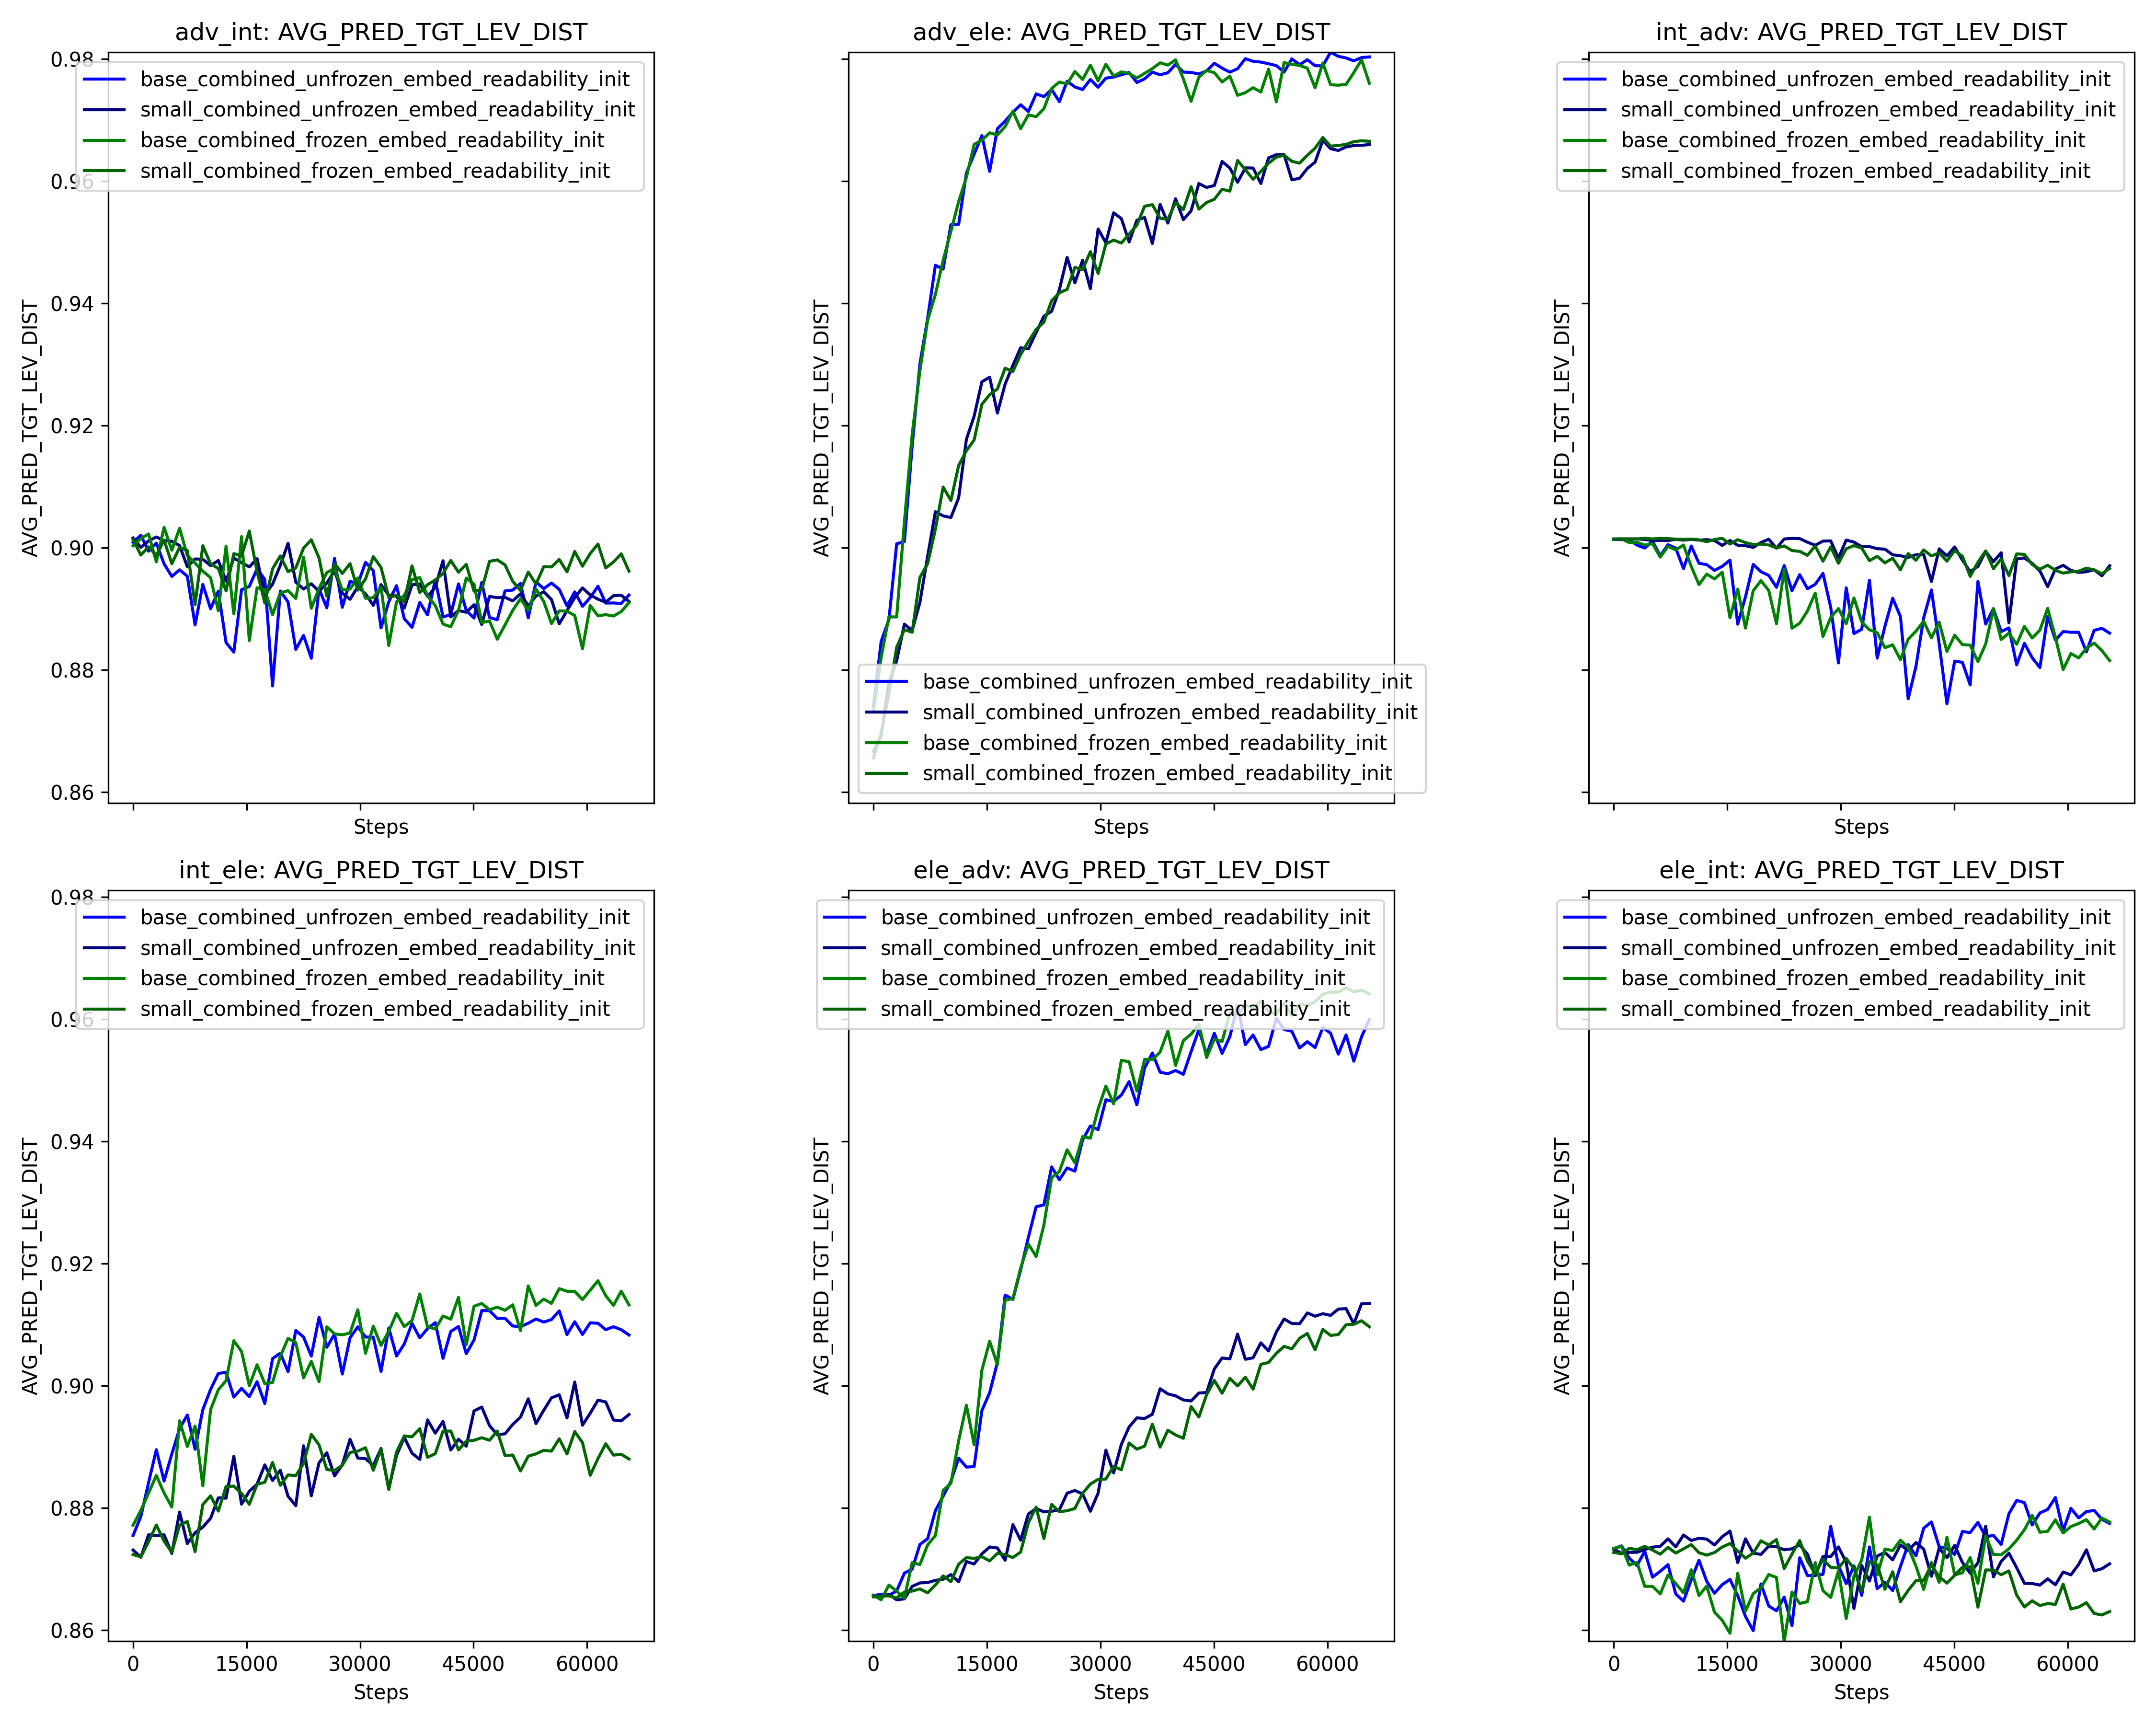 adv_int: AVG_PRED_TGT_LEV_DIST
0.98
0.96
0.94
0.92
0.90
0.88
0.86
AVG_PRED_TGT_LEV_DIST
base_combined_unfrozen_embed_readability_init
small_combined_unfrozen_embed_readability_init
base_combined_frozen_embed_readability_init
small_combined_frozen_embed_readability_init
Steps
adv_ele: AVG_PRED_TGT_LEV_DIST
AVG_PRED_TGT_LEV_DIST
base_combined_unfrozen_embed_readability_init
small_combined_unfrozen_embed_readability_init
base_combined_frozen_embed_readability_init
small_combined_frozen_embed_readability_init
Steps
int_adv: AVG_PRED_TGT_LEV_DIST
AVG_PRED_TGT_LEV_DIST
base_combined_unfrozen_embed_readability_init
small_combined_unfrozen_embed_readability_init
base_combined_frozen_embed_readability_init
small_combined_frozen_embed_readability_init
Steps
int_ele: AVG_PRED_TGT_LEV_DIST
0.98
0.96
0.94
0.92
0.90
0.88
0.86
AVG_PRED_TGT_LEV_DIST
base_combined_unfrozen_embed_readability_init
small_combined_unfrozen_embed_readability_init
base_combined_frozen_embed_readability_init
small_combined_frozen_embed_readability_init
0 15000 30000 45000 60000
Steps
ele_adv: AVG_PRED_TGT_LEV_DIST
AVG_PRED_TGT_LEV_DIST
base_combined_unfrozen_embed_readability_init
small_combined_unfrozen_embed_readability_init
base_combined_frozen_embed_readability_init
small_combined_frozen_embed_readability_init
0 15000 30000 45000 60000
Steps
ele_int: AVG_PRED_TGT_LEV_DIST
AVG_PRED_TGT_LEV_DIST
base_combined_unfrozen_embed_readability_init
small_combined_unfrozen_embed_readability_init
base_combined_frozen_embed_readability_init
small_combined_frozen_embed_readability_init
0 15000 30000 45000 60000
Steps